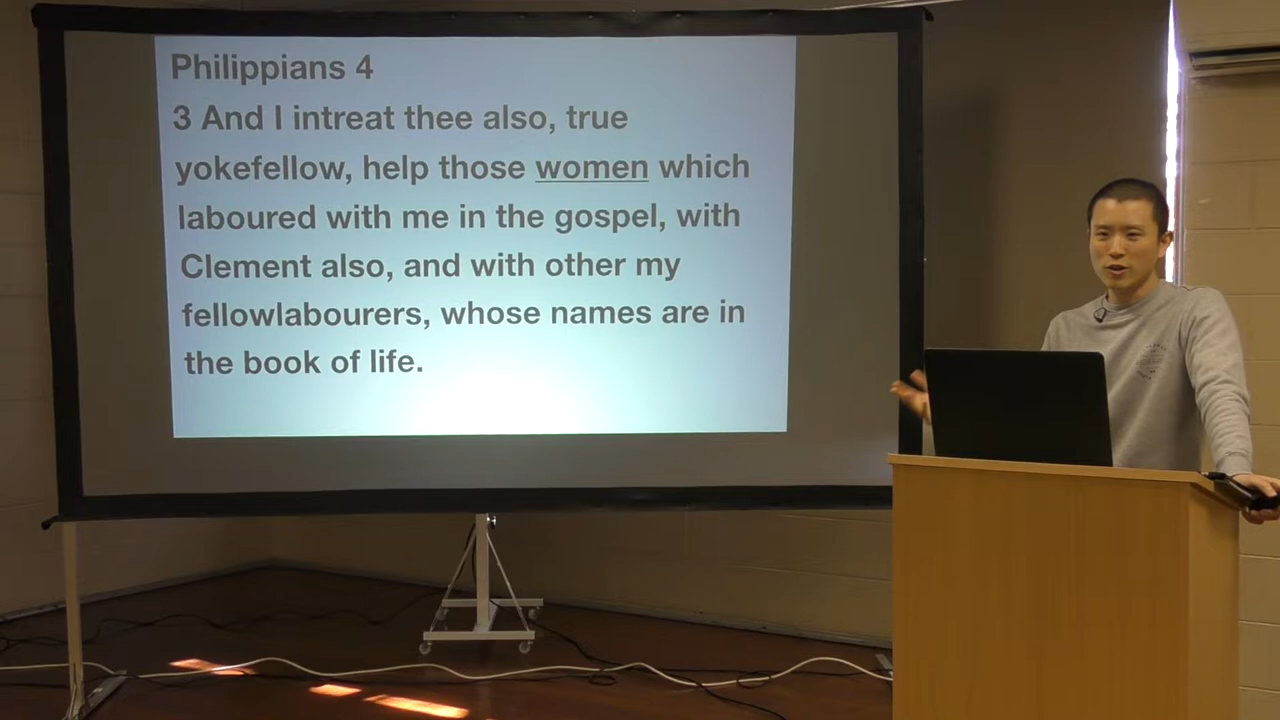 Philippians 4
3 And I intreat thee also, true
yokefellow, help those women which
laboured with me in the gospel, with
Clement also, and with other my
fellowlabourers, whose names are in
the book of life.